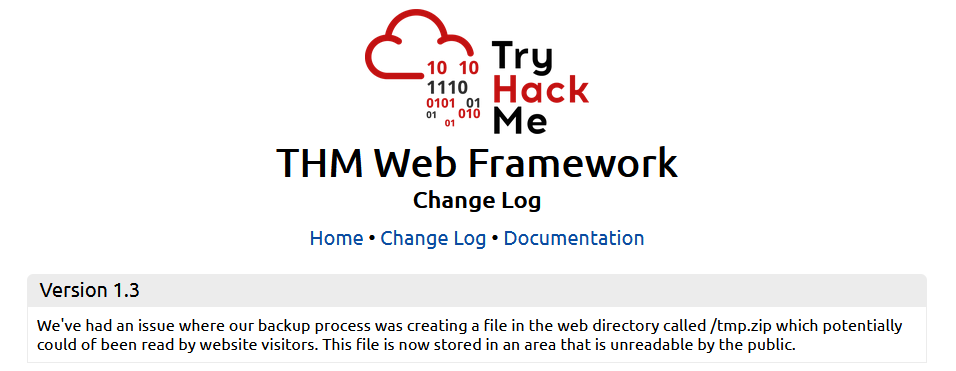 10 10
1110
0101 01
01 010
01
Try
Hack
Me
THM Web Framework
Change Log
Home • Change Log • Documentation
Version 1.3
We've had an issue where our backup process was creating a file in the web directory called /tmp.zip which potentially
could of been read by website visitors. This file is now stored in an area that is unreadable by the public.